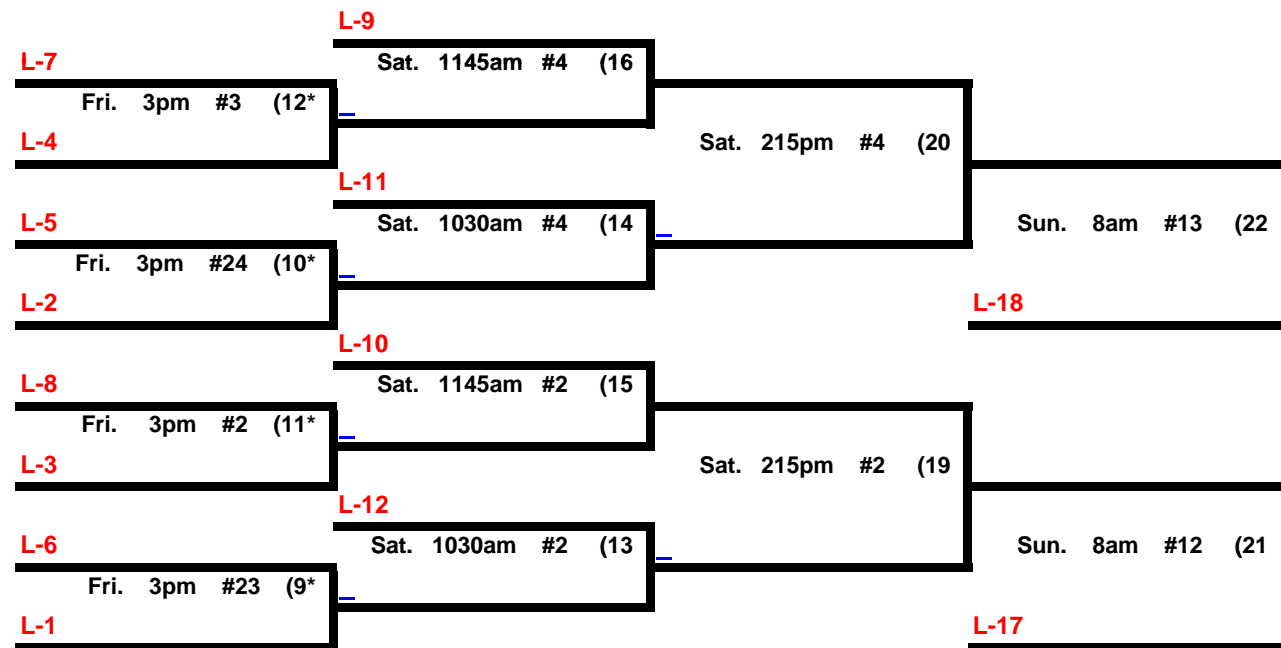 L-9
Sat. 1145am #4 (16
L-7
Fri. 3pm #3 (12*
L-4
Sat. 215pm #4 (20
L-11
L-5
Sat. 1030am #4 (14
Sun. 8am #13 (22
Fri. 3pm #24 (10*
L-2
L-18
L-10
L-8
Sat. 1145am #2 (15
Fri. 3pm #2 (11*
L-3
Sat. 215pm #2 (19
L-12
L-6
Sat. 1030am #2 (13
Sun. 8am #12 (21
Fri. 3pm #23 (9*
L-1
L-17